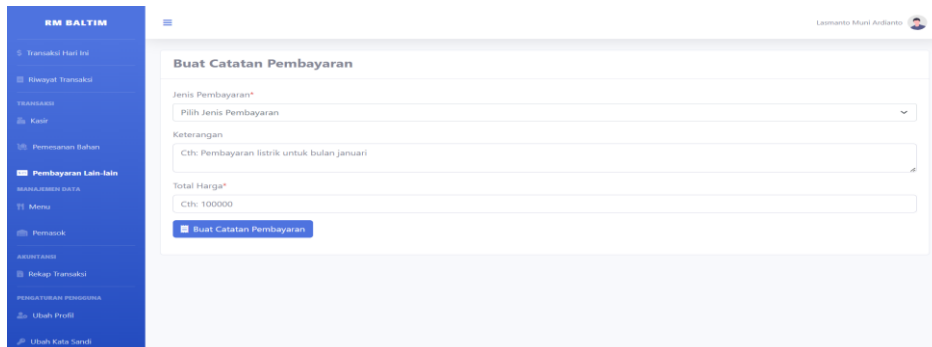 RM BALTIM
Lasmanto Muni Ardianto
Transaksi Hari Ini
Riwayat Transaksi
TRANSAKSI
Kasir
Pemesanan Bahan
Pembayaran Lain-lain
MANAJEMEN DATA
Menu
Pemasok
AKUNTANSI
Rekap Transaksi
PENGATURAN PENGGUNA
Ubah Profil
Ubah Kata Sandi
Buat Catatan Pembayaran
Jenis Pembayaran*
Pilih Jenis Pembayaran
Keterangan
Cth: Pembayaran listrik untuk bulan januari
Total Harga*
Cth: 100000
Buat Catatan Pembayaran